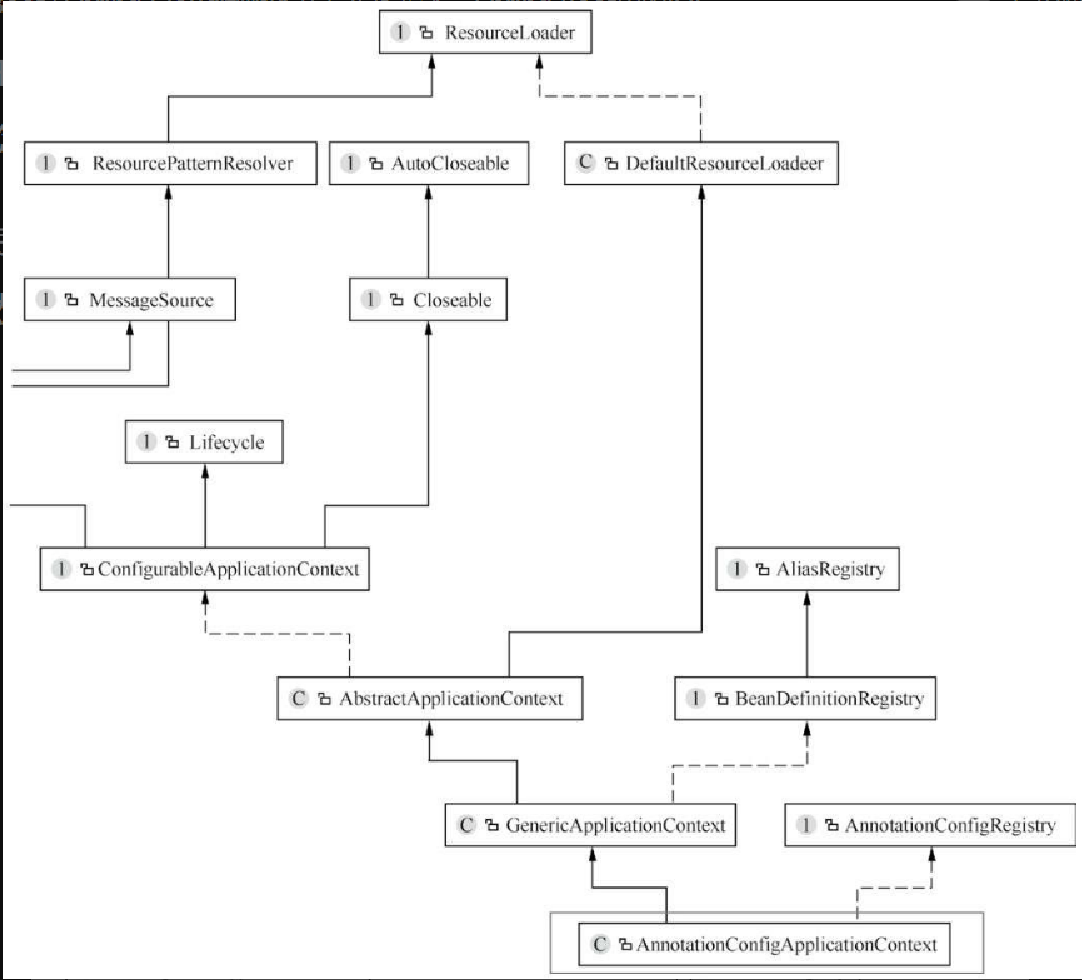 I ResourceLoader
I ResourcePatternResolver
I AutoCloseable
C DefaultResourceLoadeer
I MessageSource
I Closeable
I Lifecycle
I ConfigurableApplicationContext
I AliasRegistry
C AbstractApplicationContext
I BeanDefinitionRegistry
C GenericApplicationContext
I AnnotationConfigRegistry
C AnnotationConfigApplicationContext